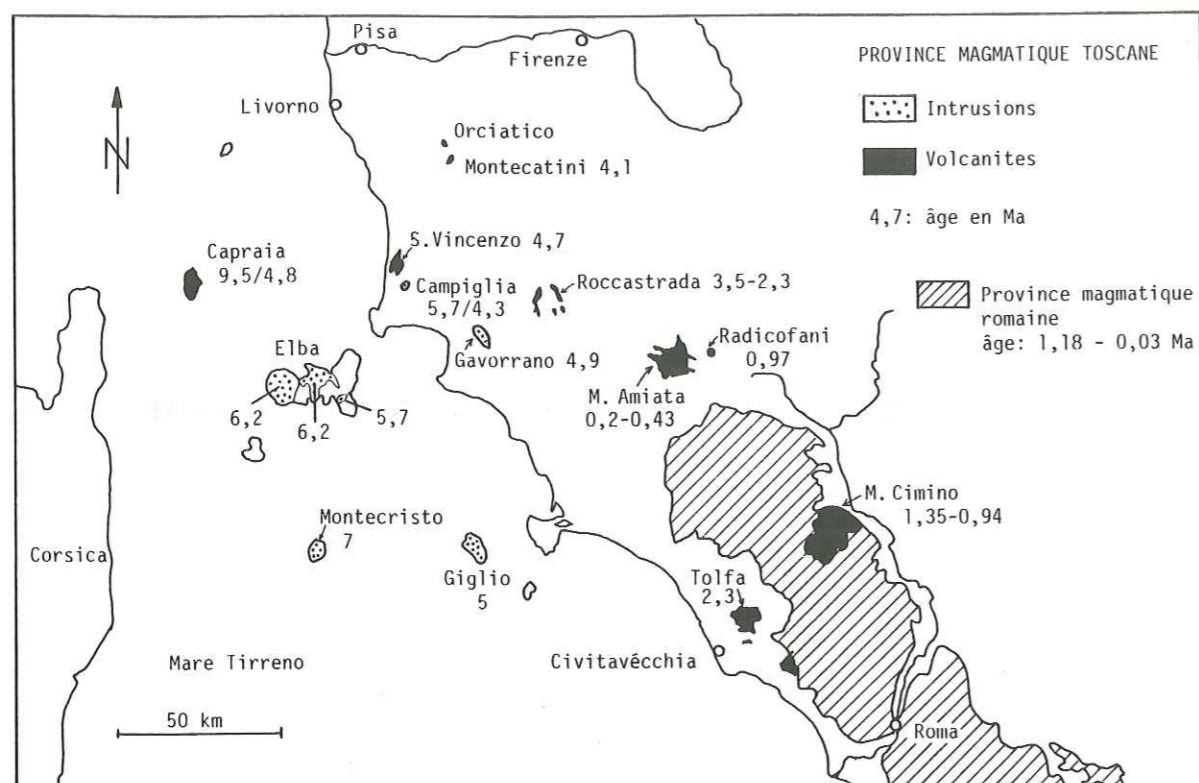 Pisa
Firenze
Livorno
N
Orciatico
Montecatini 4,1
Capraia
9,5/4,8
S.Vincenzo 4,7
Campiglia
5,7/4,3
Roccastrada 3,5-2,3
Gavorrano 4,9
Radicofani
0,97
Elba
6,2
6,2
5,7
M. Amiata
0,2-0,43
M. Cimino
1,35-0,94
Montecristo
7
Giglio
5
Corsica
Tolfa
2,3
Mare Tirreno
Civitavécchia
50 km
Roma
PROVINCE MAGMATIQUE TOSCANE
Intrusions
Volcanites
4,7: âge en Ma
Province magmatique
romaine
âge: 1,18 - 0,03 Ma